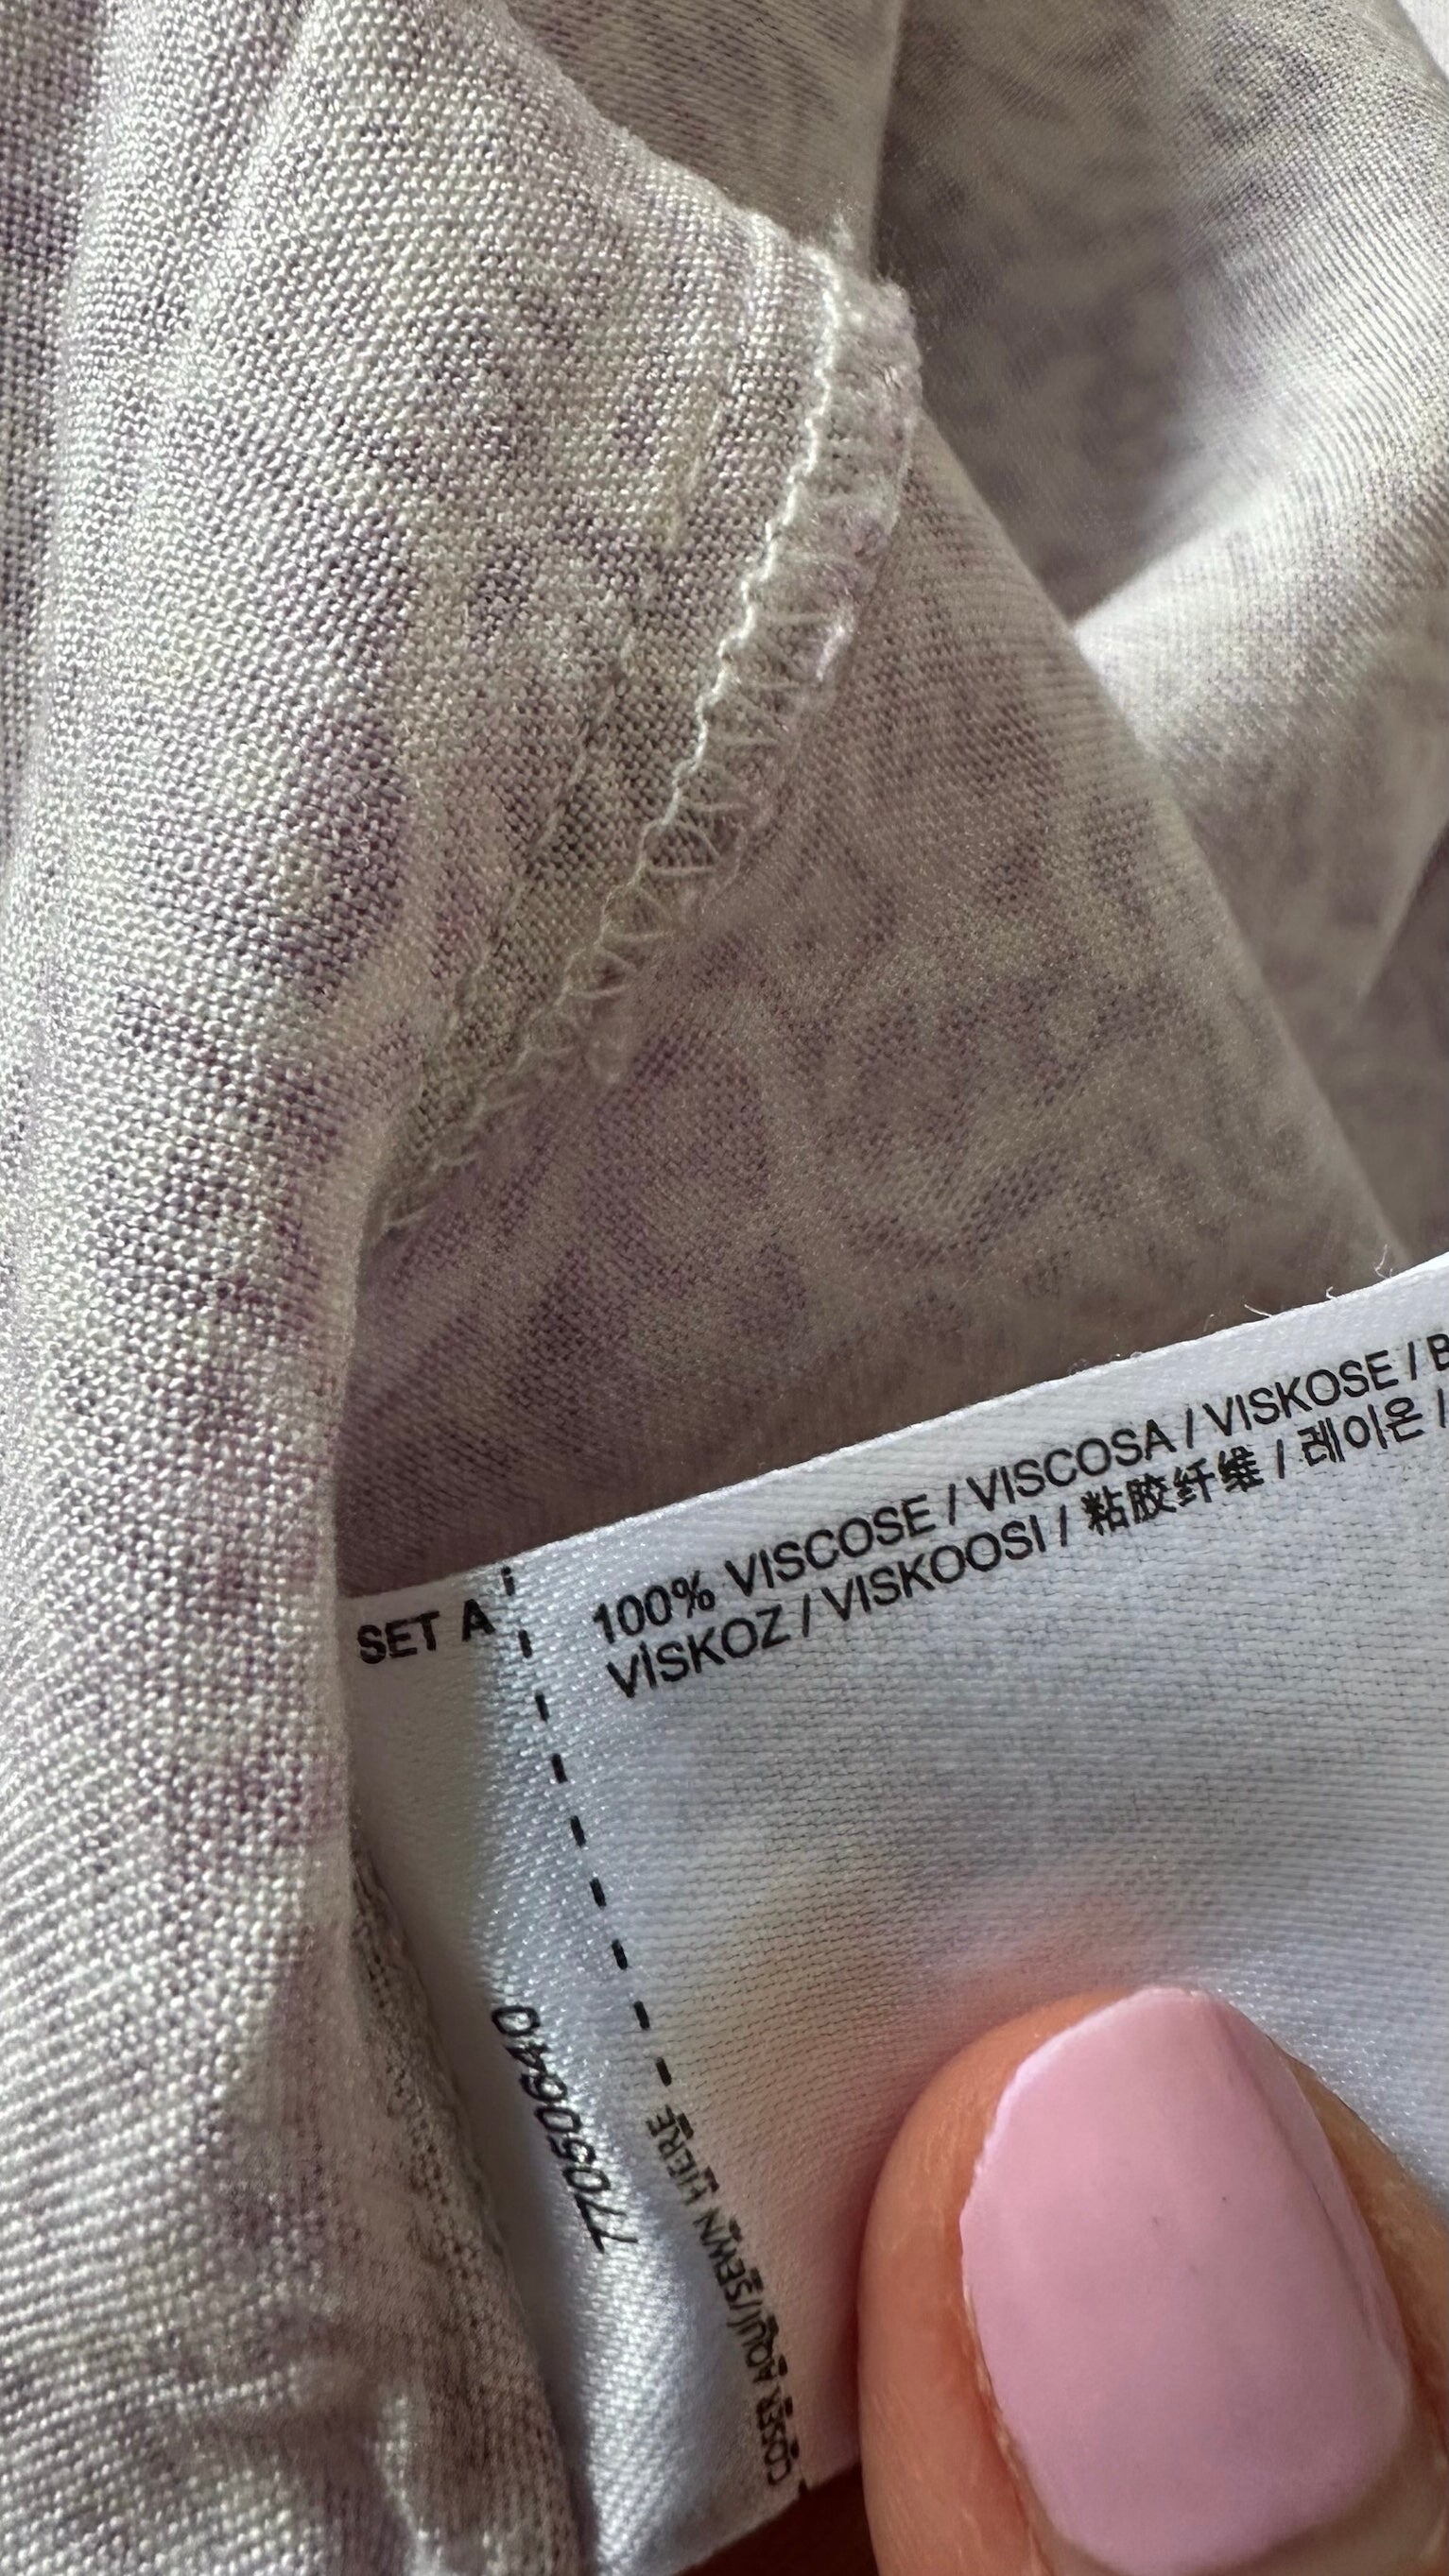 SET A
100% VISCOSE / VISCOSA / VISKOSE / B
VİSKOZ / VISKOOSI / 粘胶纤维 / 레이온 /
77050640
COSER AQUI/SEWN HERE